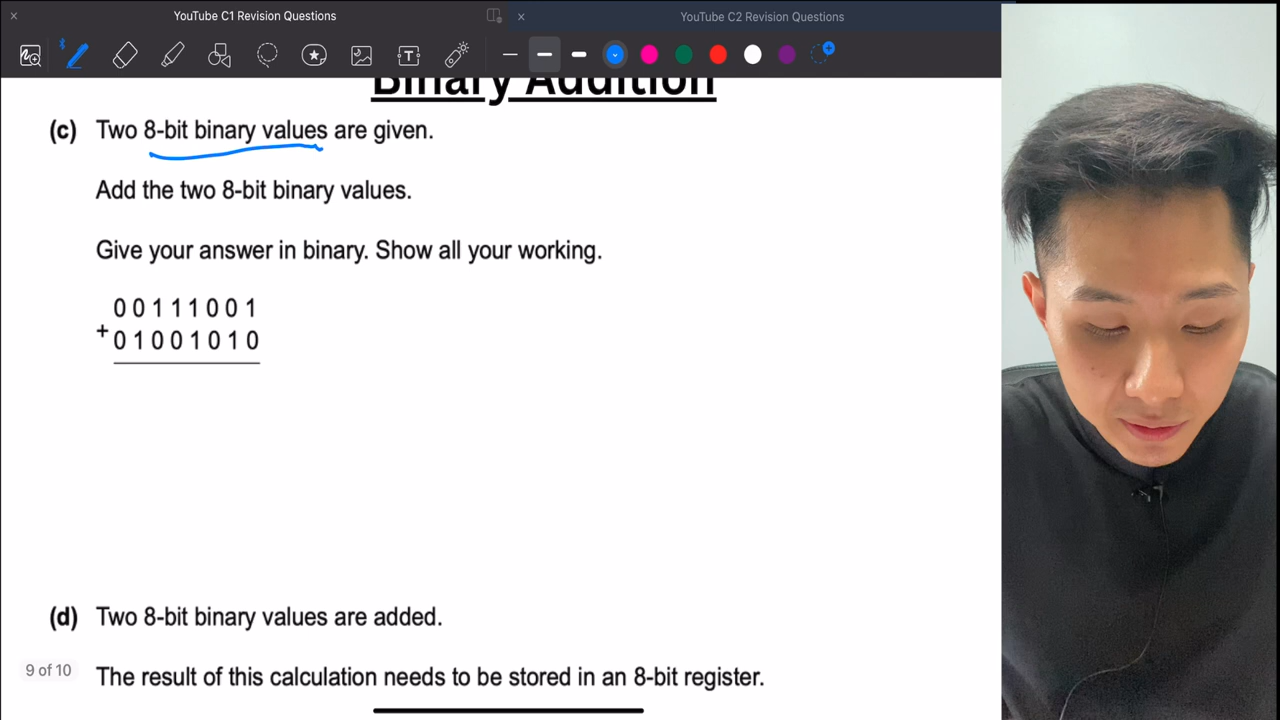 YouTube C1 Revision Questions
YouTube C2 Revision Questions
Binary Addition
(c) Two 8-bit binary values are given.
Add the two 8-bit binary values.
Give your answer in binary. Show all your working.
0 0 1 1 1 0 0 1
+ 0 1 0 0 1 0 1 0
(d) Two 8-bit binary values are added.
9 of 10
The result of this calculation needs to be stored in an 8-bit register.